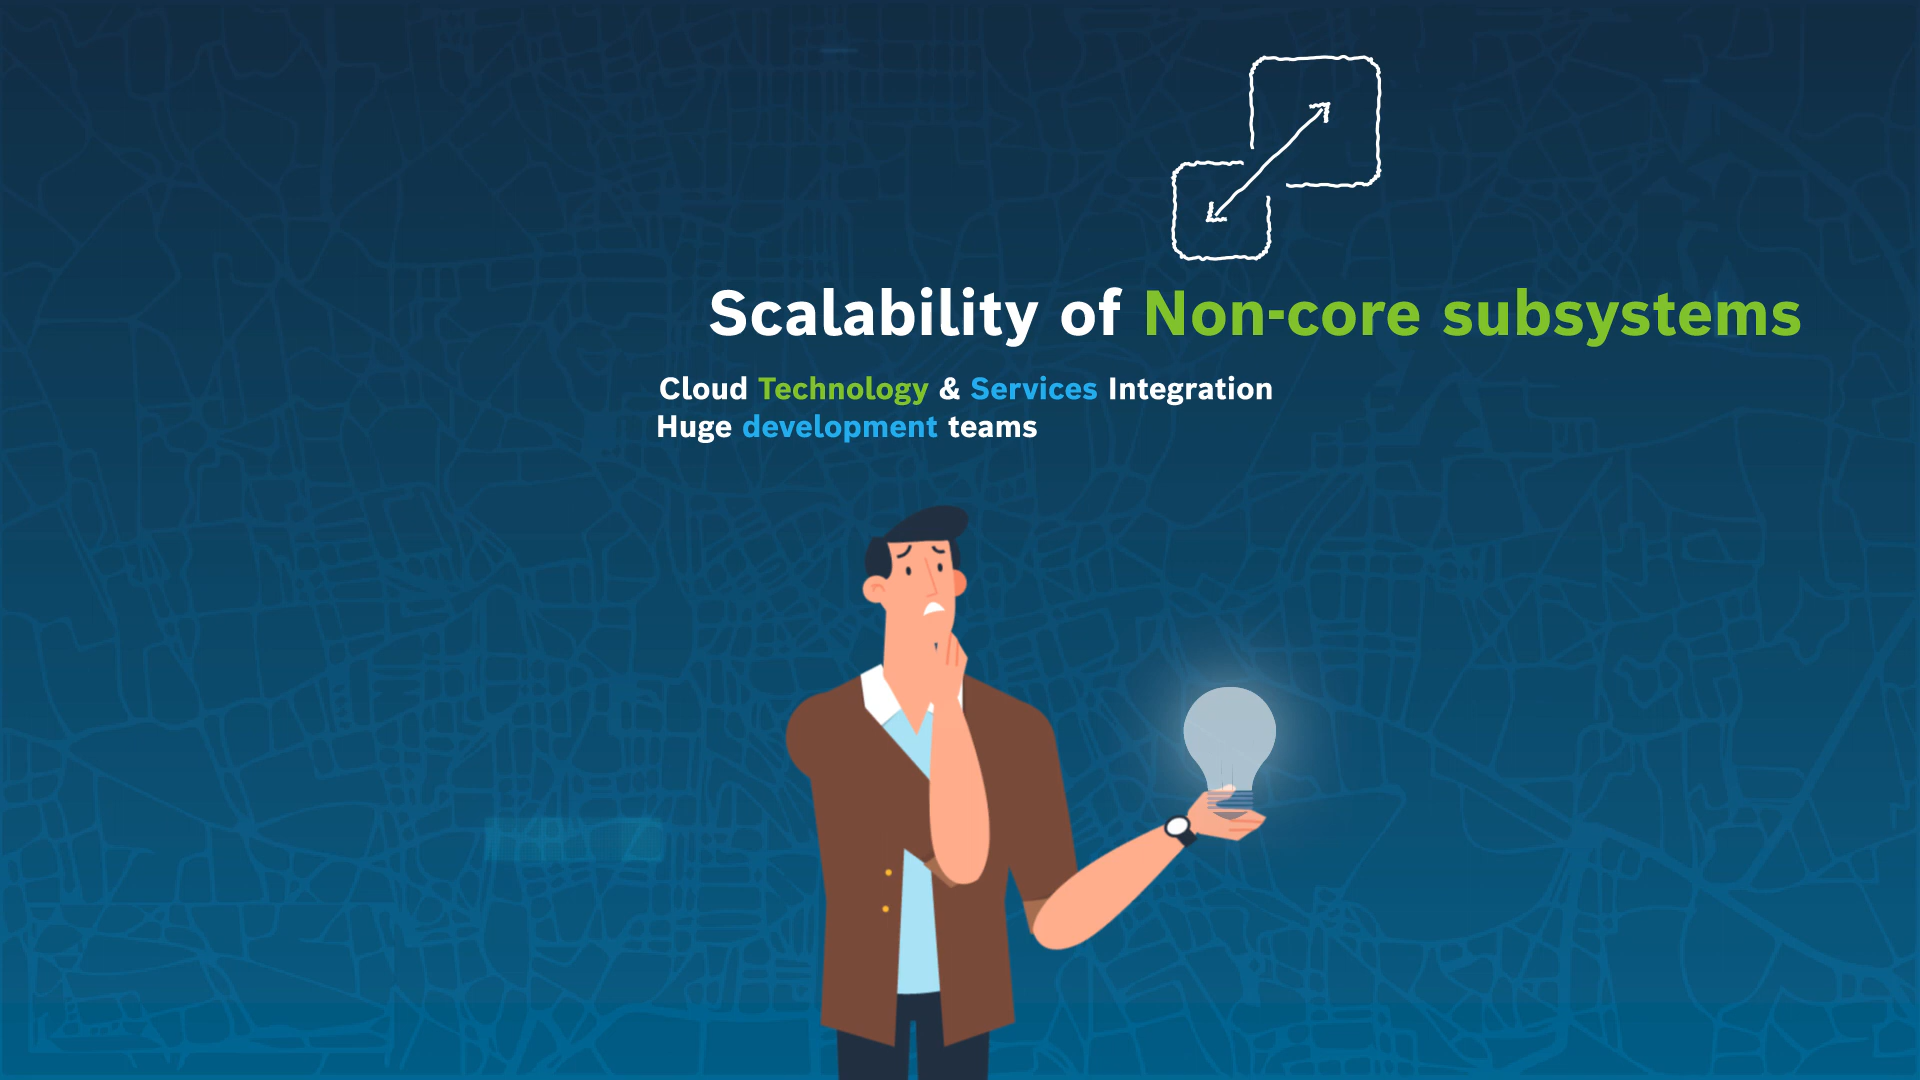 Scalability of Non-core subsystems
Cloud Technology & Services Integration
Huge development teams